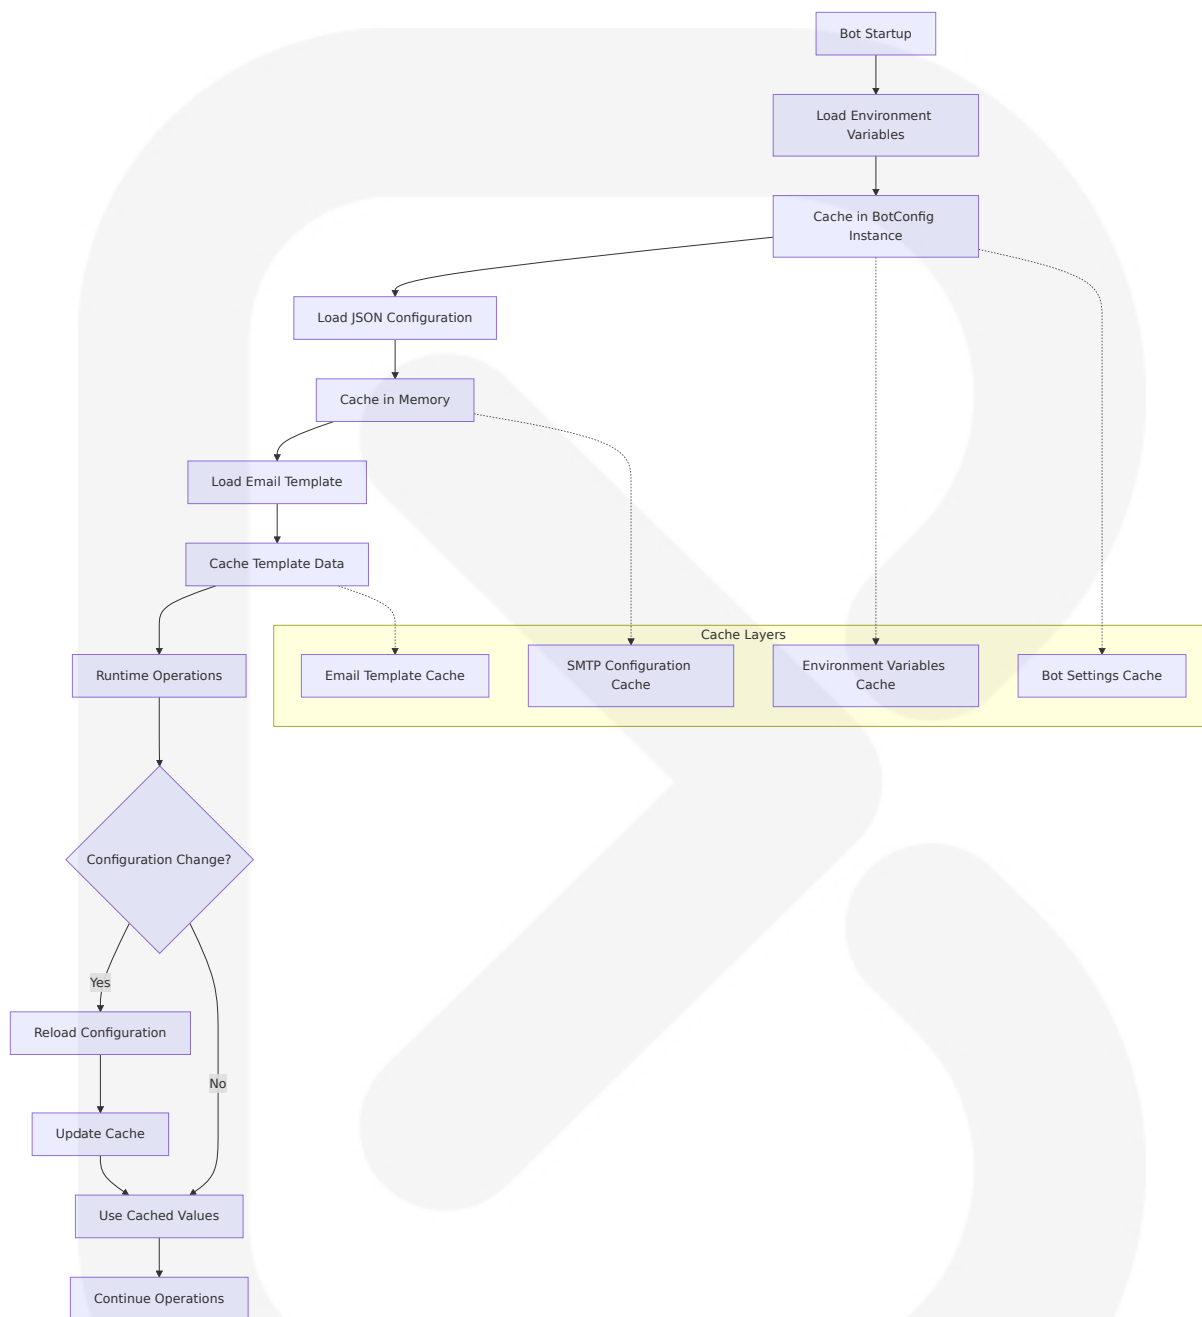 Bot Startup
Load Environment
Variables
Cache in BotConfig
Instance
Load JSON Configuration
Cache in Memory
Load Email Template
Cache Template Data
Cache Layers
Runtime Operations
Email Template Cache
SMTP Configuration
Cache
Environment Variables
Cache
Bot Settings Cache
Configuration Change?
Yes
Reload Configuration
No
Update Cache
Use Cached Values
Continue Operations